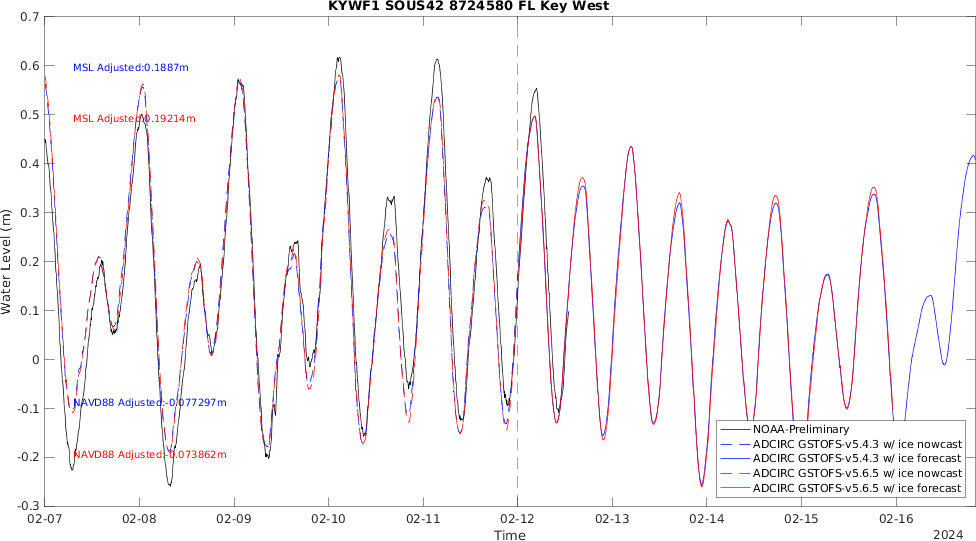 KYWF1 SOUS42 8724580 FL Key West
0.7
0.6
0.5
0.4
0.3
0.2
0.1
0
-0.1
-0.2
-0.3
Water Level (m)
MSL Adjusted:0.1887m
MSL Adjusted:0.19214m
NAVD88 Adjusted:-0.077297m
NAVD88 Adjusted:-0.073862m
NOAA-Preliminary
ADCIRC GSTOFS-v5.4.3 w/ ice nowcast
ADCIRC GSTOFS-v5.4.3 w/ ice forecast
ADCIRC GSTOFS-v5.6.5 w/ ice nowcast
ADCIRC GSTOFS-v5.6.5 w/ ice forecast
02-07 02-08 02-09 02-10 02-11 02-12 02-13 02-14 02-15 02-16
Time
2024